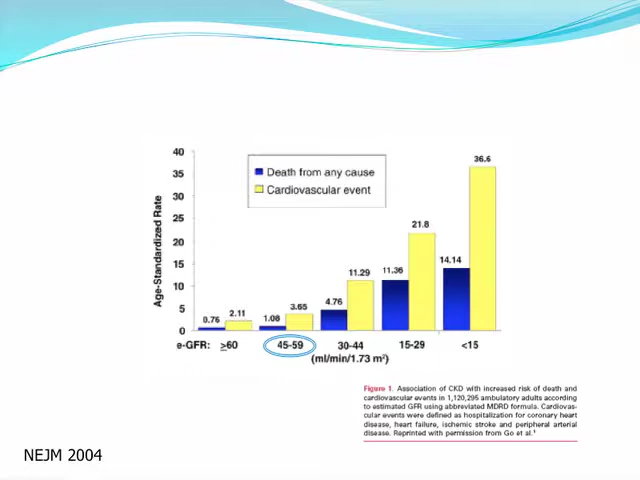 40
35
30
25
20
15
10
5
0
Age-Standardized Rate
Death from any cause
Cardiovascular event
0.76 2.11 1.08 3.65 4.76 11.29 11.36 21.8 14.14 36.6
e-GFR: ≥60 45-59 30-44 15-29 <15
(ml/min/1.73 m²)
Figure 1. Association of CKD with increased risk of death and
cardiovascular events in 1,120,295 ambulatory adults according
to estimated GFR using abbreviated MDRD formula. Cardiovas-
cular events were defined as hospitalization for coronary heart
disease, heart failure, ischemic stroke and peripheral arterial
disease. Reprinted with permission from Go et al.¹
NEJM 2004